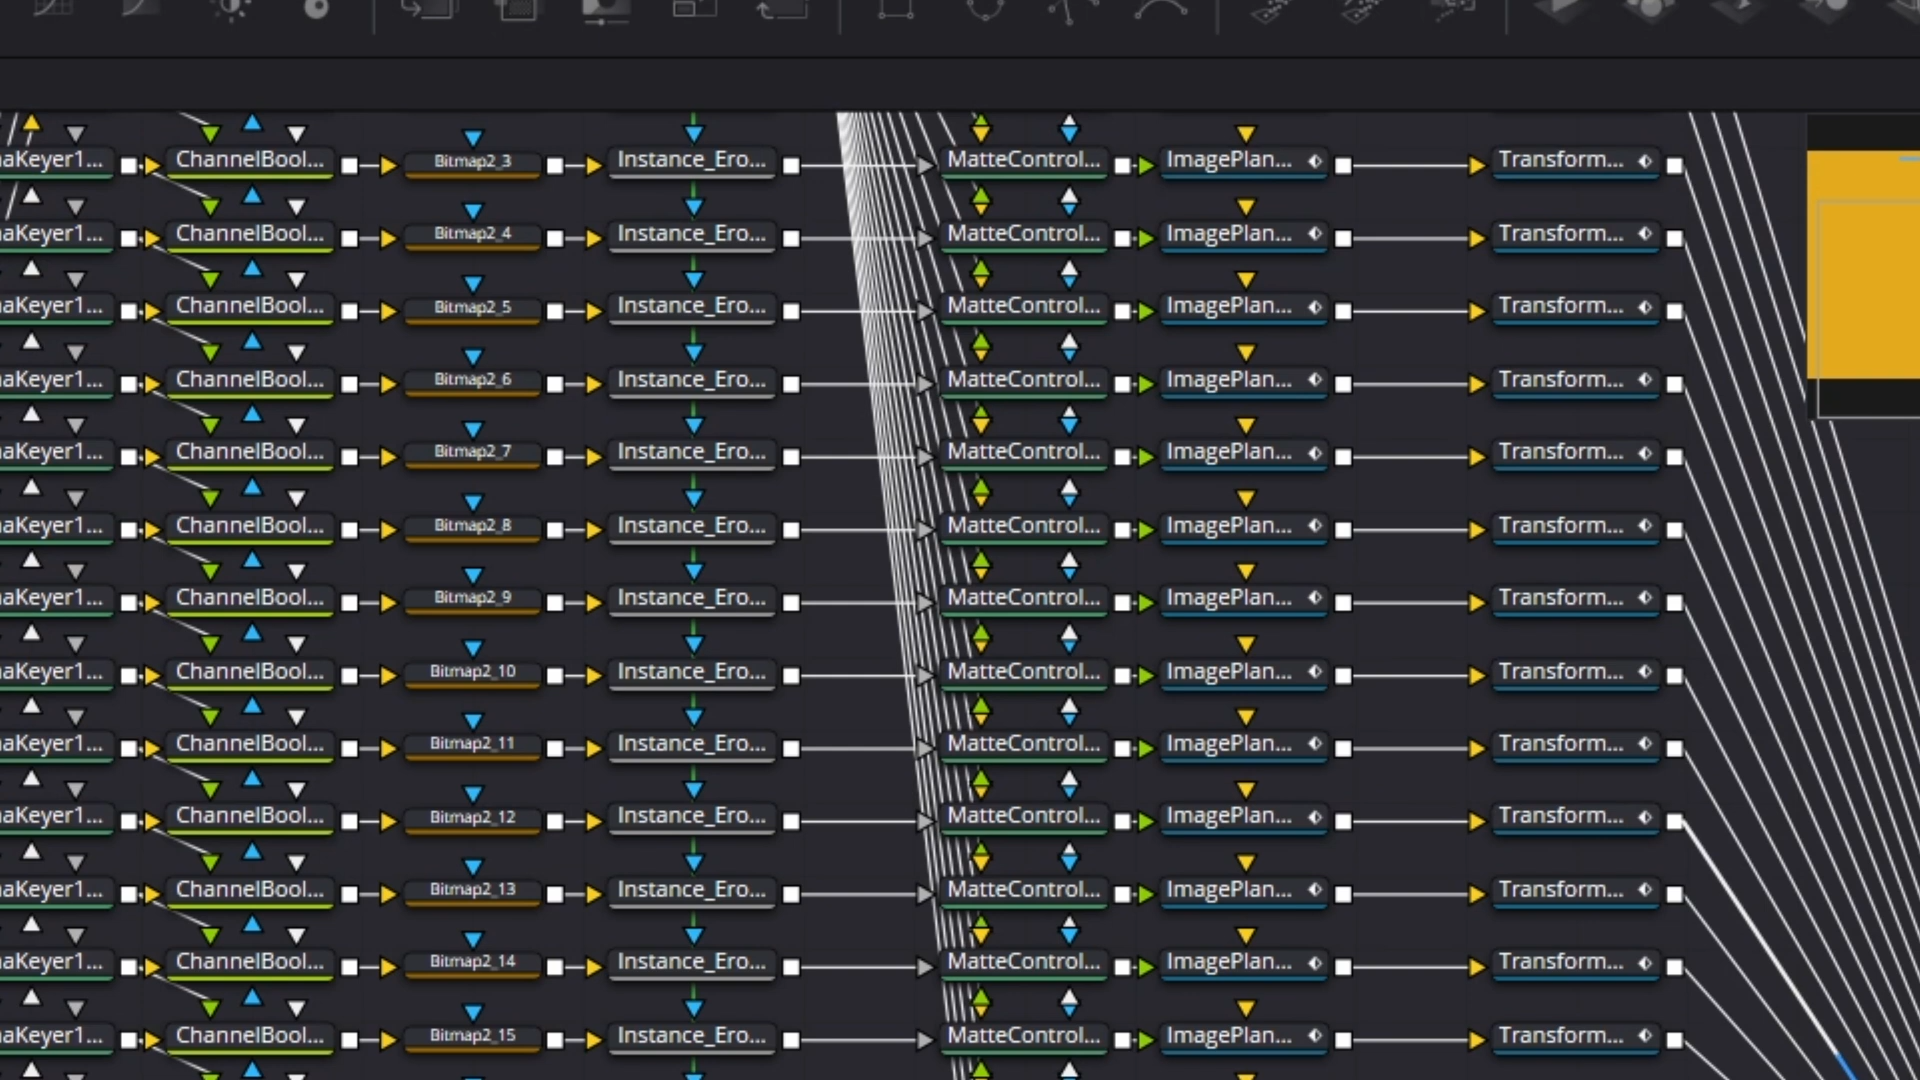 aKeyer1... ChannelBool... Bitmap2_3 Instance_Ero... MatteControl... ImagePlan... Transform...
aKeyer1... ChannelBool... Bitmap2_4 Instance_Ero... MatteControl... ImagePlan... Transform...
aKeyer1... ChannelBool... Bitmap2_5 Instance_Ero... MatteControl... ImagePlan... Transform...
aKeyer1... ChannelBool... Bitmap2_6 Instance_Ero... MatteControl... ImagePlan... Transform...
aKeyer1... ChannelBool... Bitmap2_7 Instance_Ero... MatteControl... ImagePlan... Transform...
aKeyer1... ChannelBool... Bitmap2_8 Instance_Ero... MatteControl... ImagePlan... Transform...
aKeyer1... ChannelBool... Bitmap2_9 Instance_Ero... MatteControl... ImagePlan... Transform...
aKeyer1... ChannelBool... Bitmap2_10 Instance_Ero... MatteControl... ImagePlan... Transform...
aKeyer1... ChannelBool... Bitmap2_11 Instance_Ero... MatteControl... ImagePlan... Transform...
aKeyer1... ChannelBool... Bitmap2_12 Instance_Ero... MatteControl... ImagePlan... Transform...
aKeyer1... ChannelBool... Bitmap2_13 Instance_Ero... MatteControl... ImagePlan... Transform...
aKeyer1... ChannelBool... Bitmap2_14 Instance_Ero... MatteControl... ImagePlan... Transform...
aKeyer1... ChannelBool... Bitmap2_15 Instance_Ero... MatteControl... ImagePlan... Transform...